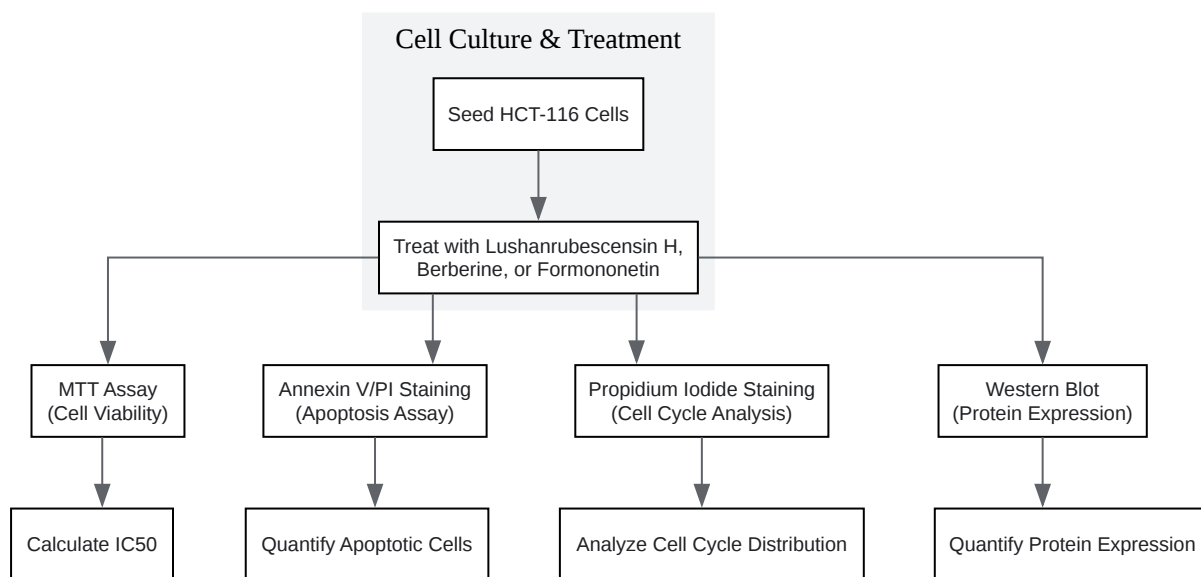 Cell Culture & Treatment
Seed HCT-116 Cells
Treat with Lushanrubescensin H,
Berberine, or Formononetin
MTT Assay
(Cell Viability)
Annexin V/PI Staining
(Apoptosis Assay)
Propidium Iodide Staining
(Cell Cycle Analysis)
Western Blot
(Protein Expression)
Calculate IC50
Quantify Apoptotic Cells
Analyze Cell Cycle Distribution
Quantify Protein Expression